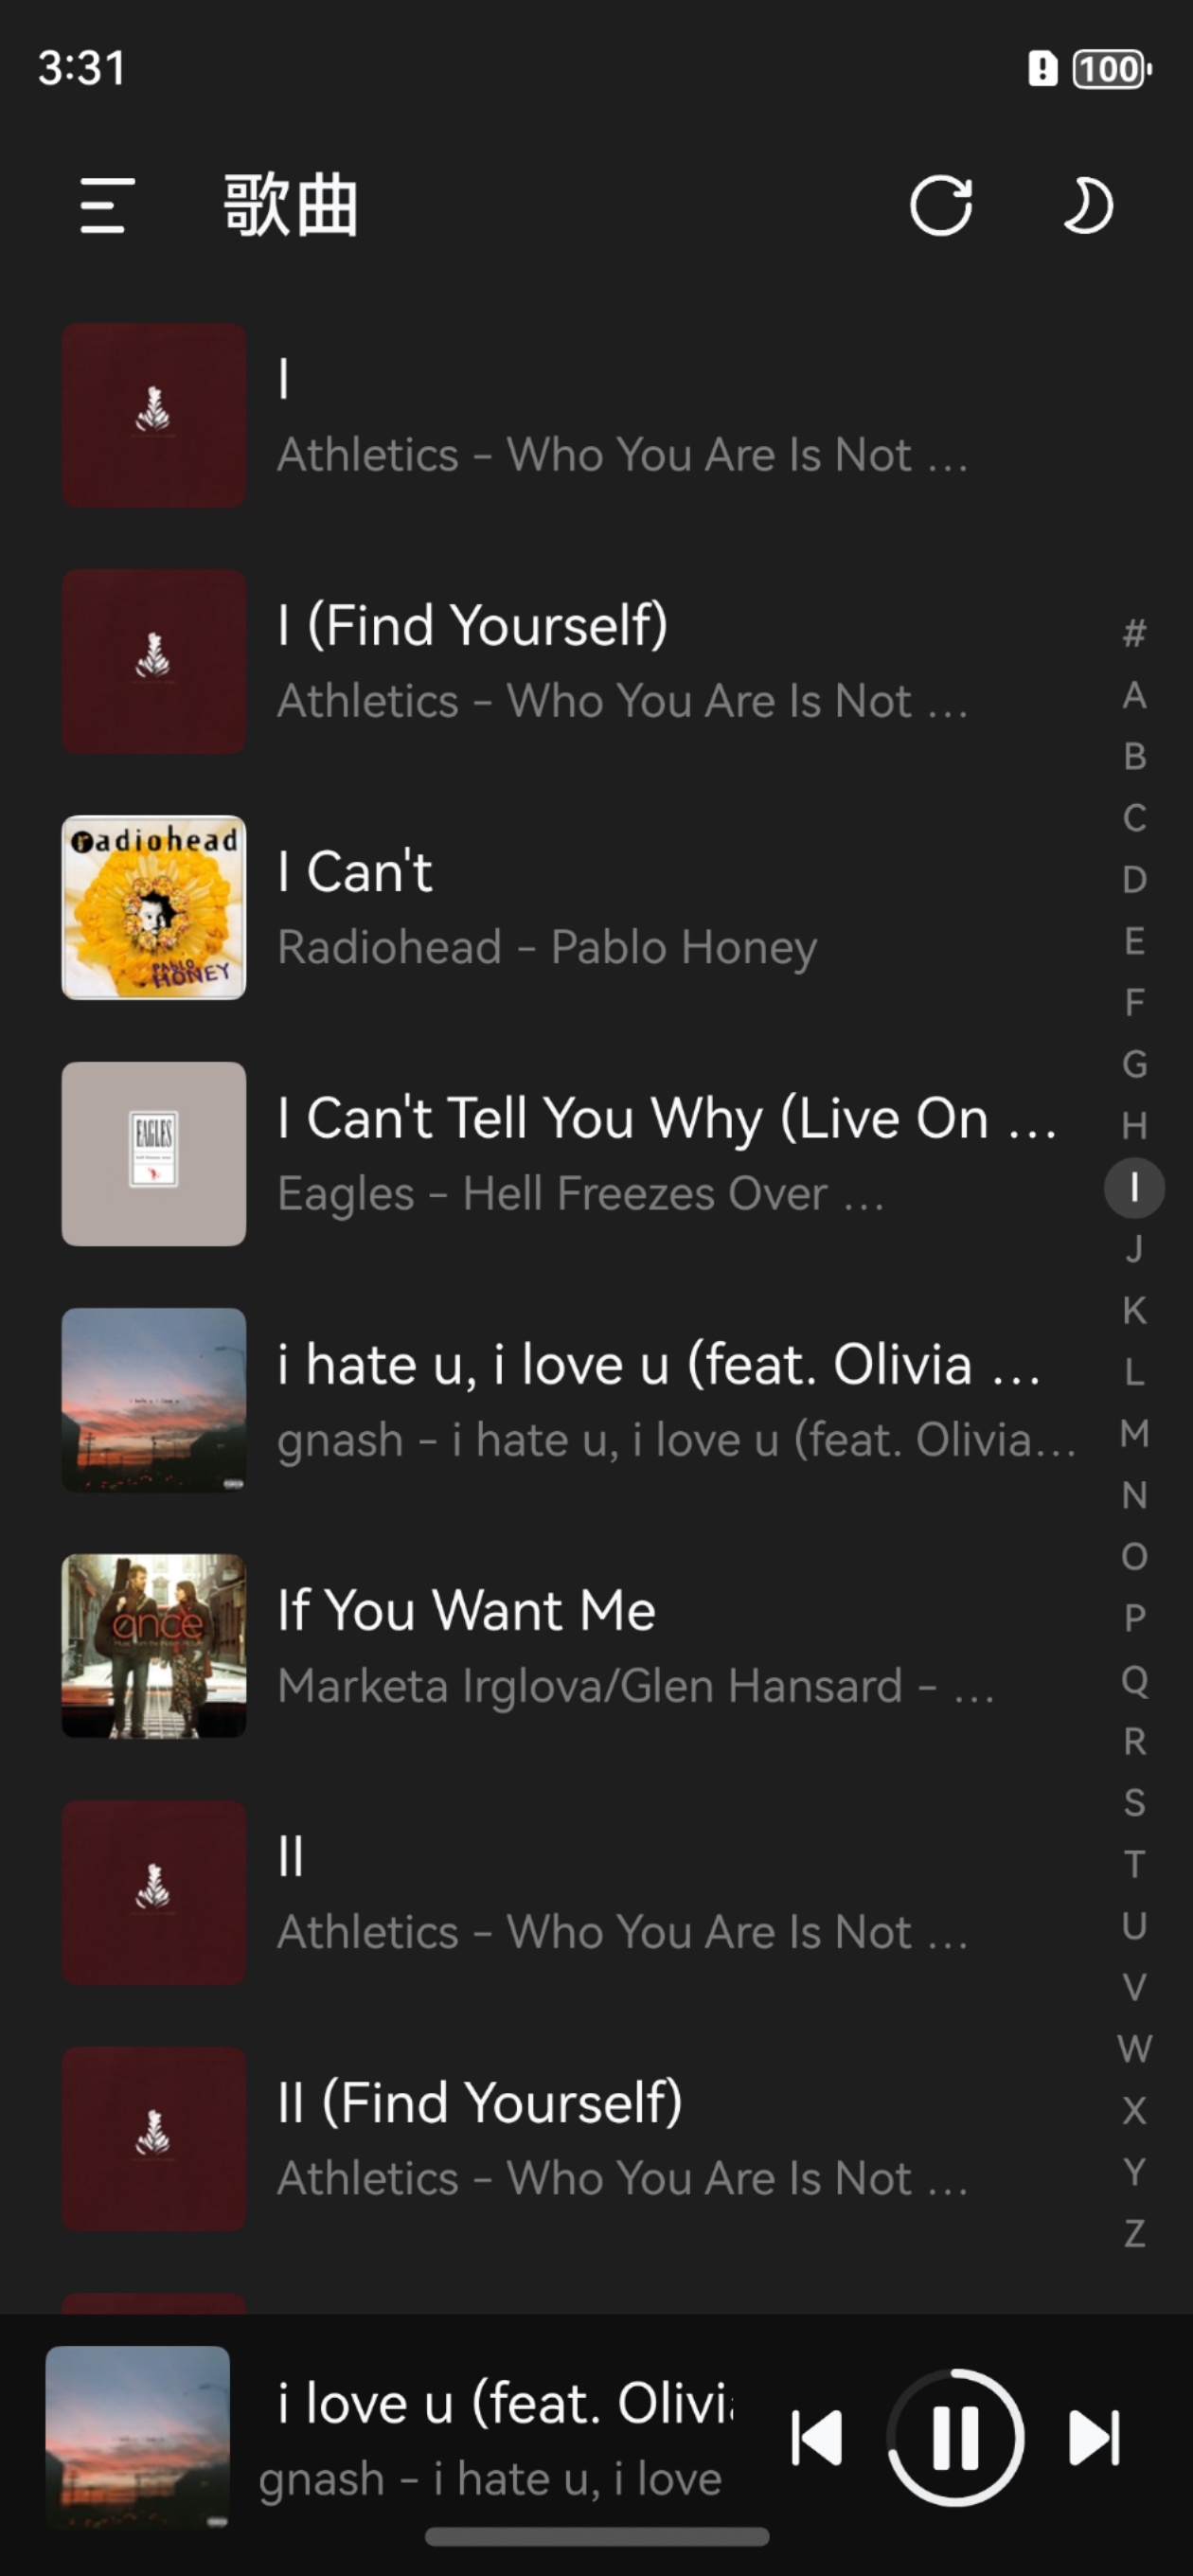 3:31
100
歌曲
I
Athletics – Who You Are Is Not …
I (Find Yourself)
Athletics – Who You Are Is Not …
#
A
B
radiohead
PABLO
HONEY
I Can't
Radiohead – Pablo Honey
C
D
E
F
G
EAGLES
I Can't Tell You Why (Live On …
Eagles – Hell Freezes Over …
H
I
J
i hate u, i love u (feat. Olivia …
gnash – i hate u, i love u (feat. Olivia…
K
L
M
N
O
once
If You Want Me
Marketa Irglova/Glen Hansard – …
P
Q
R
S
II
Athletics – Who You Are Is Not …
T
U
V
W
II (Find Yourself)
Athletics – Who You Are Is Not …
X
Y
Z
i love u (feat. Olivi
gnash – i hate u, i love